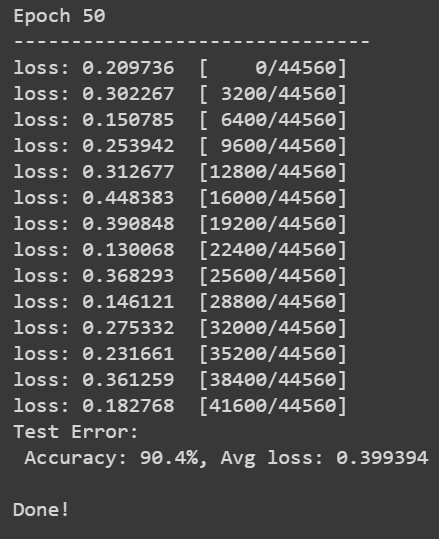 Epoch 50
-------------------------------
loss: 0.209736  [    0/44560]
loss: 0.302267  [ 3200/44560]
loss: 0.150785  [ 6400/44560]
loss: 0.253942  [ 9600/44560]
loss: 0.312677  [12800/44560]
loss: 0.448383  [16000/44560]
loss: 0.390848  [19200/44560]
loss: 0.130068  [22400/44560]
loss: 0.368293  [25600/44560]
loss: 0.146121  [28800/44560]
loss: 0.275332  [32000/44560]
loss: 0.231661  [35200/44560]
loss: 0.361259  [38400/44560]
loss: 0.182768  [41600/44560]
Test Error:
 Accuracy: 90.4%, Avg loss: 0.399394
Done!